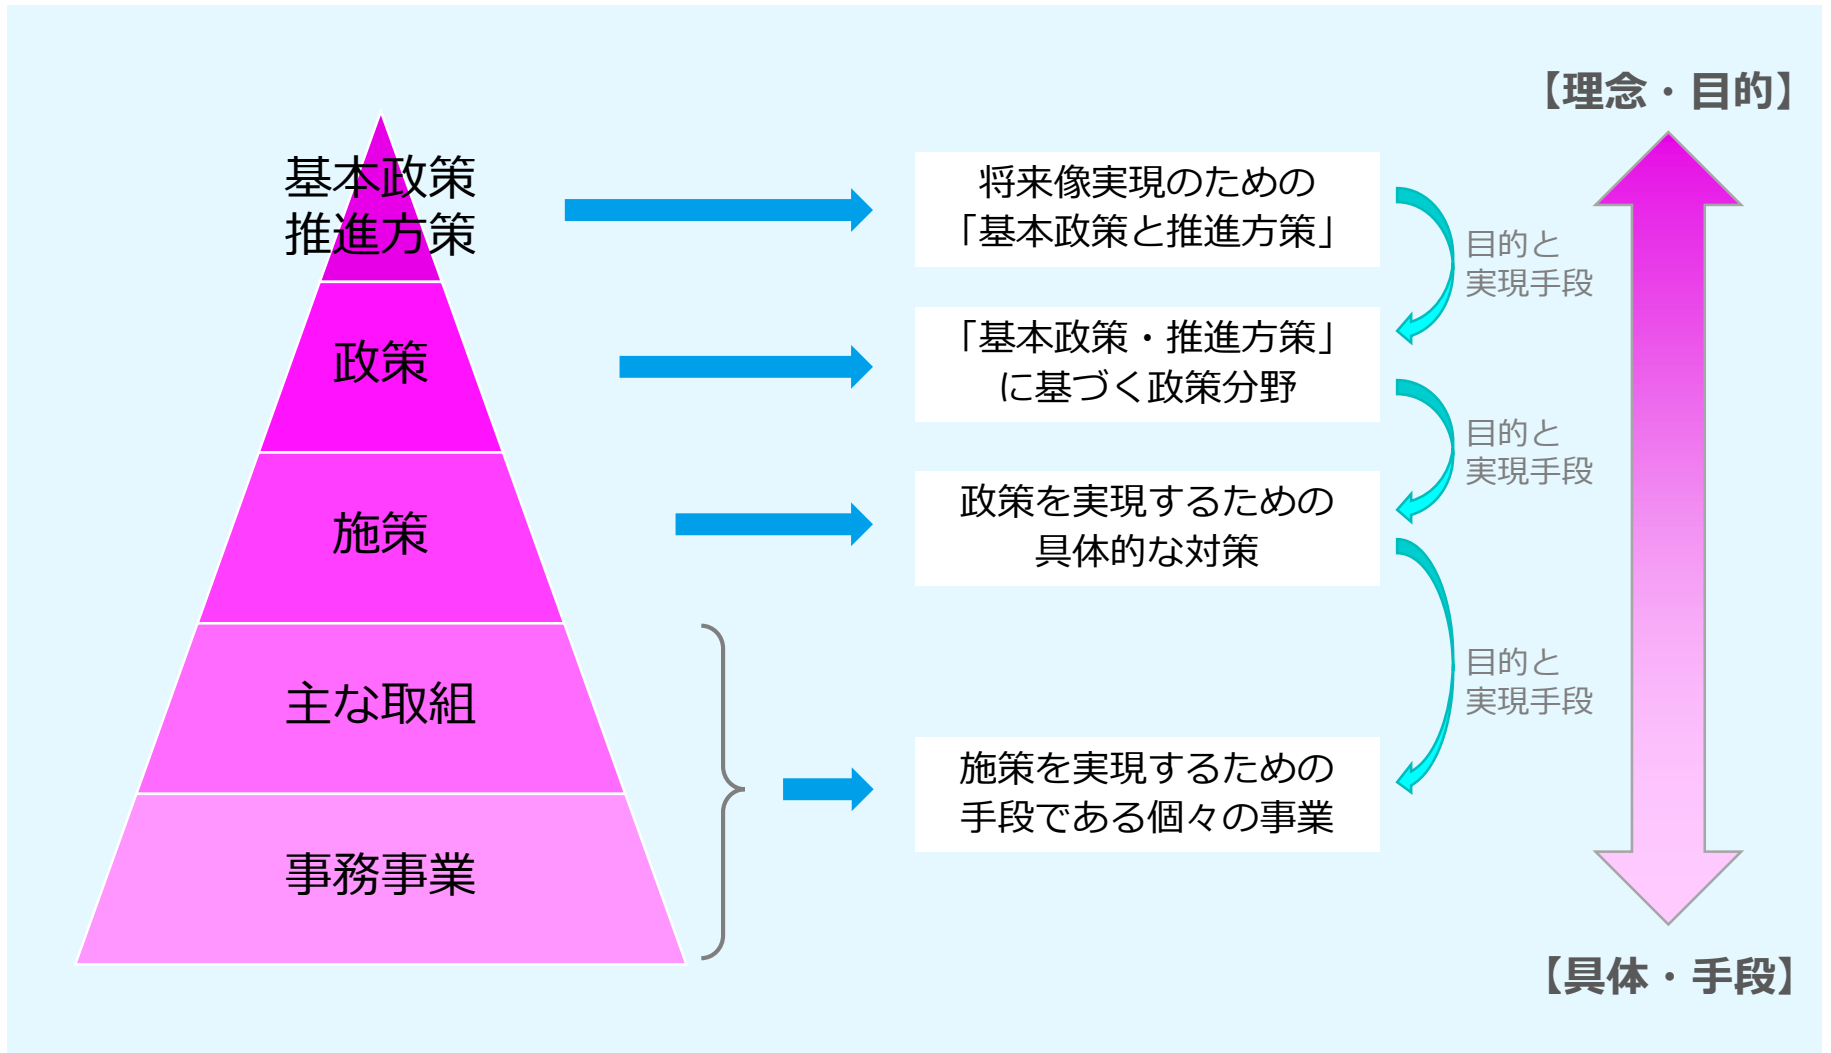 【理念・目的】
基本政策
推進方策
将来像実現のための
「基本政策と推進方策」
目的と
実現手段
政策
「基本政策・推進方策」
に基づく政策分野
目的と
実現手段
施策
政策を実現するための
具体的な対策
目的と
実現手段
主な取組
施策を実現するための
手段である個々の事業
事務事業
【具体・手段】